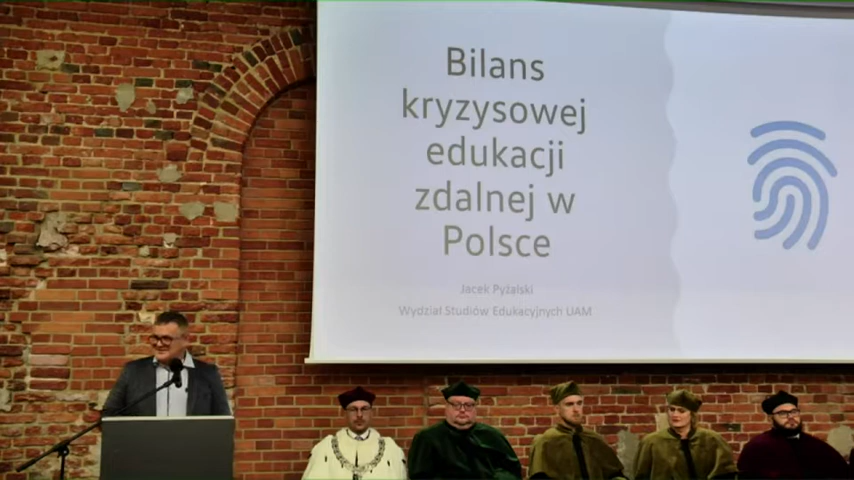 Bilans
kryzysowej
edukacji
zdalnej w
Polsce
Jacek Pyżalski
Wydział Studiów Edukacyjnych UAM